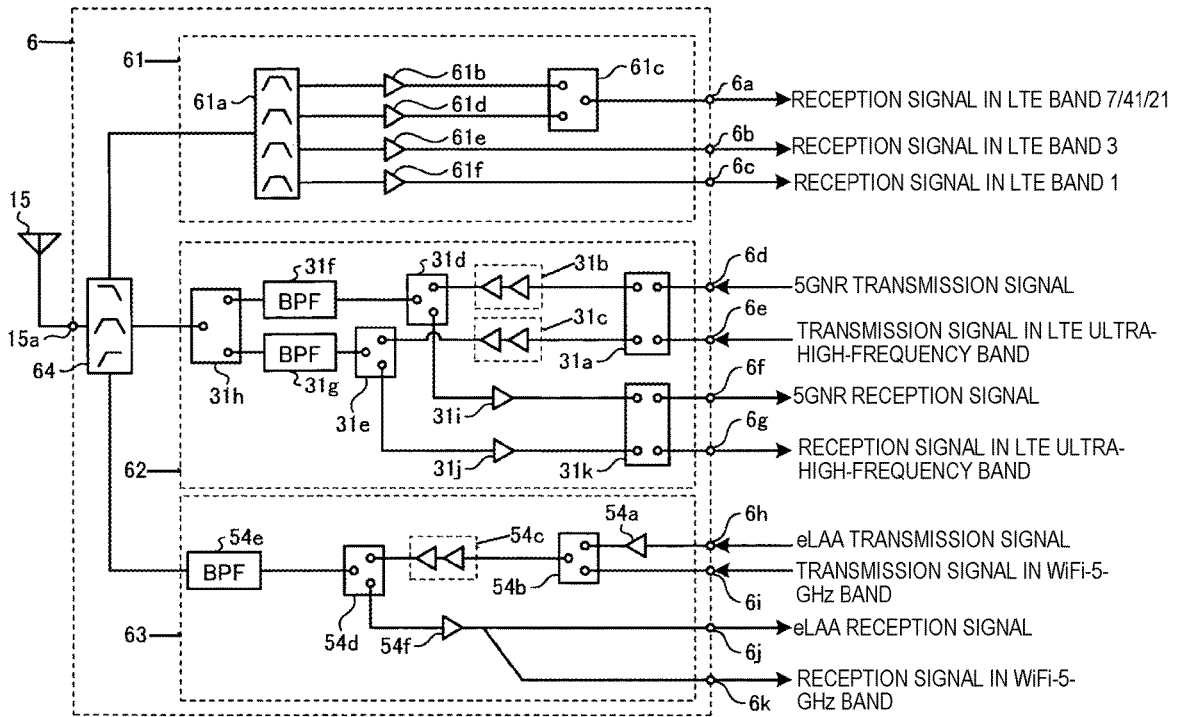 6
61
61a
61b
61c
61d
61e
61f
6a
RECEPTION SIGNAL IN LTE BAND 7/41/21
6b
RECEPTION SIGNAL IN LTE BAND 3
6c
RECEPTION SIGNAL IN LTE BAND 1
15
15a
64
31f
BPF
31d
31b
6d
5GNR TRANSMISSION SIGNAL
31c
6e
TRANSMISSION SIGNAL IN LTE ULTRA-
HIGH-FREQUENCY BAND
31a
BPF
31h
31g
31e
6f
5GNR RECEPTION SIGNAL
31i
6g
RECEPTION SIGNAL IN LTE ULTRA-
HIGH-FREQUENCY BAND
31j
31k
62
54e
BPF
54c
54a
6h
eLAA TRANSMISSION SIGNAL
54b
TRANSMISSION SIGNAL IN WiFi-5-
GHz BAND
6i
54d
54f
63
eLAA RECEPTION SIGNAL
6j
RECEPTION SIGNAL IN WiFi-5-
GHz BAND
6k